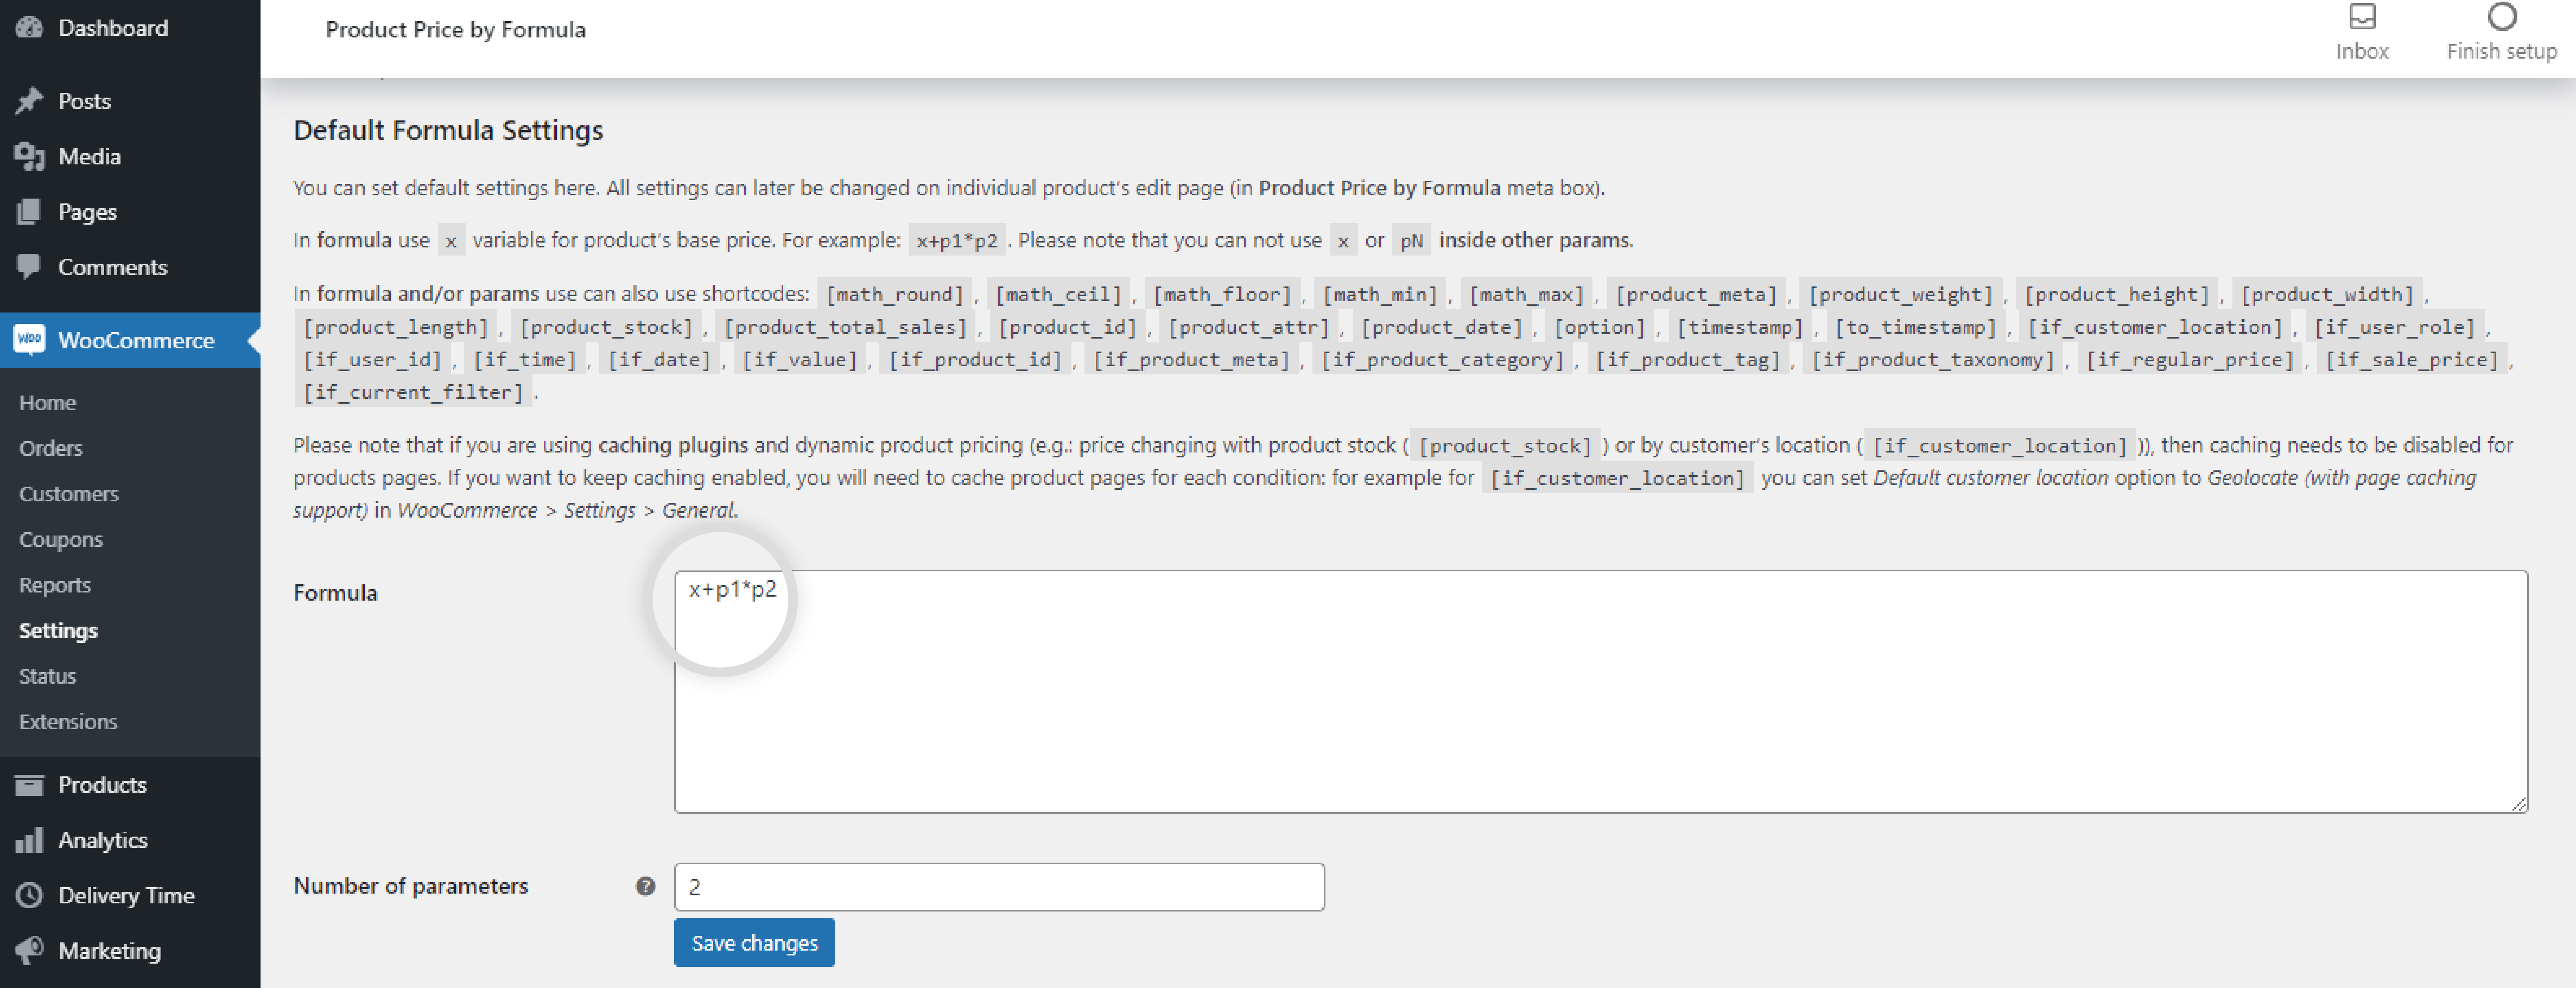 Dashboard
Posts
Media
Pages
Comments
WOO WooCommerce
Home
Orders
Customers
Coupons
Reports
Settings
Status
Extensions
Products
Analytics
Delivery Time
Marketing
Product Price by Formula
Inbox
Finish setup
Default Formula Settings
You can set default settings here. All settings can later be changed on individual product's edit page (in Product Price by Formula meta box).
In formula use x variable for product's base price. For example: x+p1*p2 . Please note that you can not use x or pN inside other params.
In formula and/or params use can also use shortcodes: [math_round] , [math_ceil] , [math_floor] , [math_min] , [math_max] , [product_meta] , [product_weight] , [product_height] , [product_width] ,
[product_length] , [product_stock] , [product_total_sales] , [product_id] , [product_attr] , [product_date] , [option] , [timestamp] , [to_timestamp] , [if_customer_location] , [if_user_role] ,
[if_user_id] , [if_time] , [if_date] , [if_value] , [if_product_id] , [if_product_meta] , [if_product_category] , [if_product_tag] , [if_product_taxonomy] , [if_regular_price] , [if_sale_price] ,
[if_current_filter] .
Please note that if you are using caching plugins and dynamic product pricing (e.g.: price changing with product stock ( [product_stock] ) or by customer's location ( [if_customer_location] )), then caching needs to be disabled for
products pages. If you want to keep caching enabled, you will need to cache product pages for each condition: for example for [if_customer_location] you can set Default customer location option to Geolocate (with page caching
support) in WooCommerce > Settings > General.
Formula
x+p1*p2
Number of parameters ? 2
Save changes